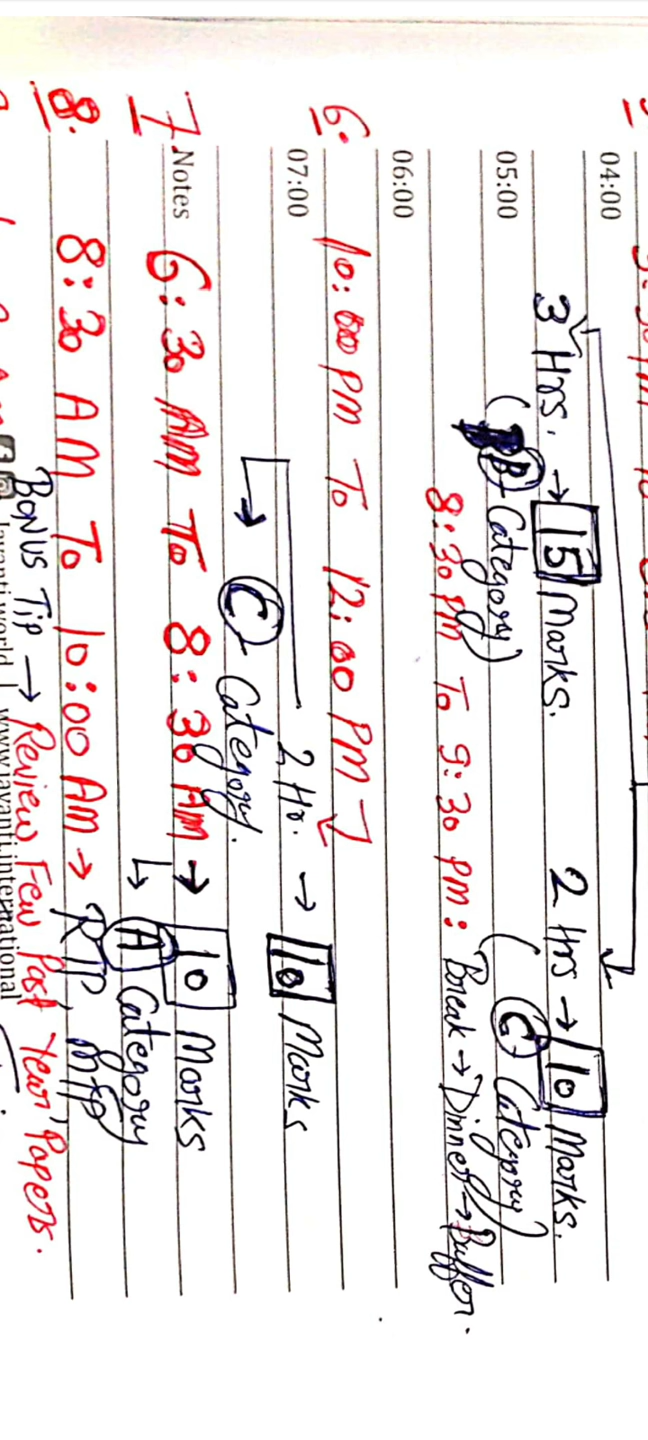 04:00
3 Hrs. → 15 Marks. 2 Hrs → 10 Marks.
05:00 (B Category) (C Category)
8:30 PM To 9:30 PM: Break → Dinner → Buffer.
06:00
6. 10:00 PM To 12:00 PM
07:00 2 Hr. → 10 Marks
→ C Category.
Notes
7 6:30 AM To 8:30 AM → 10 Marks
↳ A Category
8. 8:30 AM To 10:00 AM → RTP, MTP
BONUS Tip → Review Few Past Year Papers.
www.jayanti.international